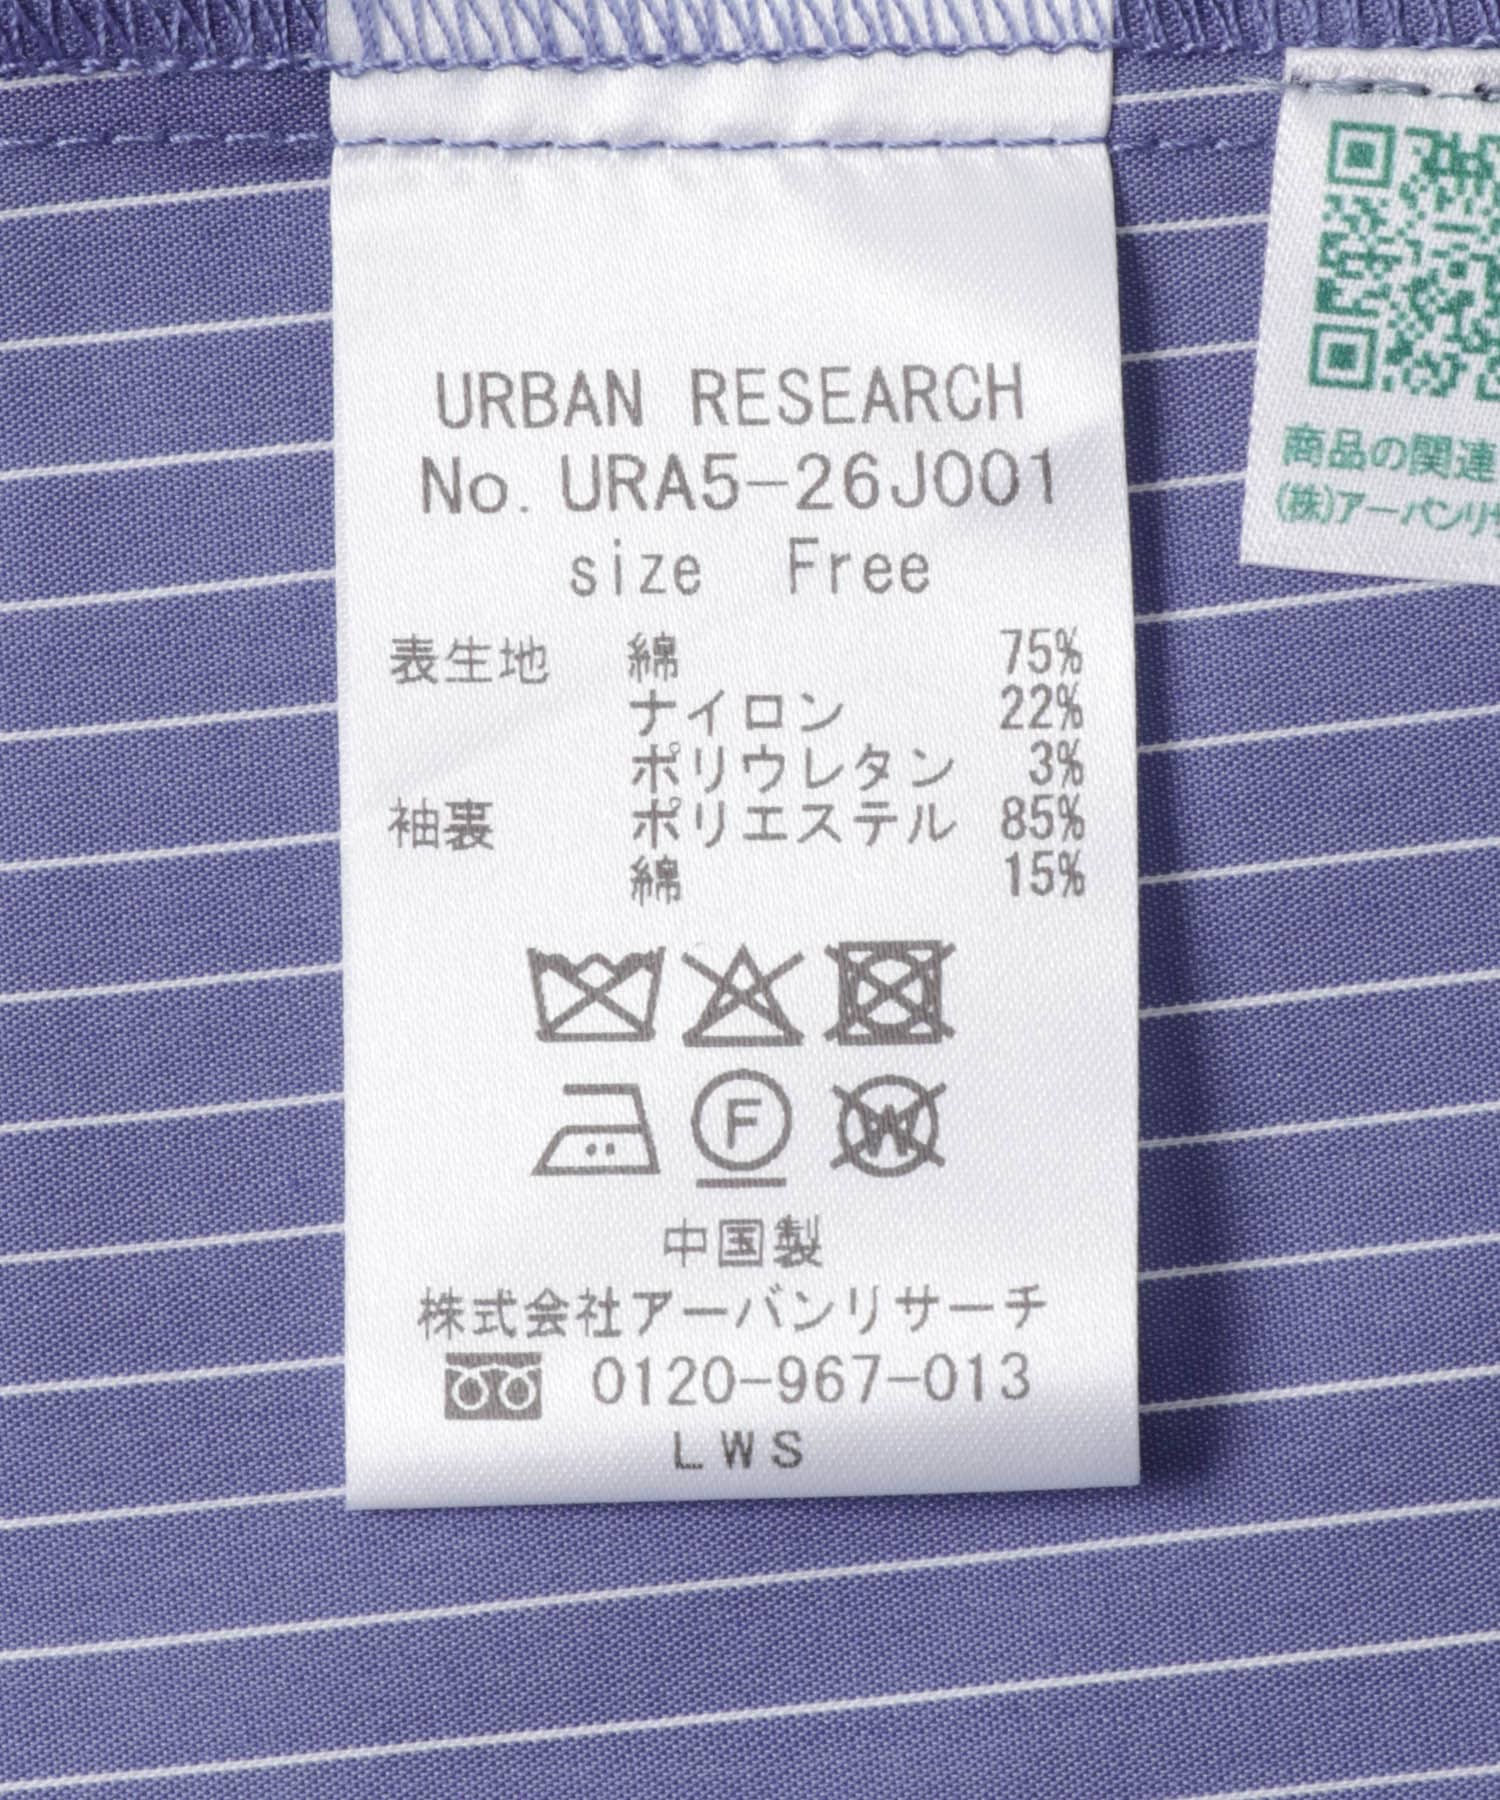 URBAN RESEARCH
No. URA5-26J001
size Free
表生地 綿 75%
ナイロン 22%
ポリウレタン 3%
袖裏 ポリエステル 85%
綿 15%
F
W
中国製
株式会社アーバンリサーチ
0120-967-013
LWS
商品の関連
(株)アーバンリサ